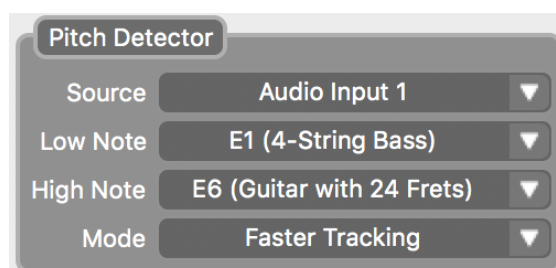 Pitch Detector
Source Audio Input 1
Low Note E1 (4-String Bass)
High Note E6 (Guitar with 24 Frets)
Mode Faster Tracking